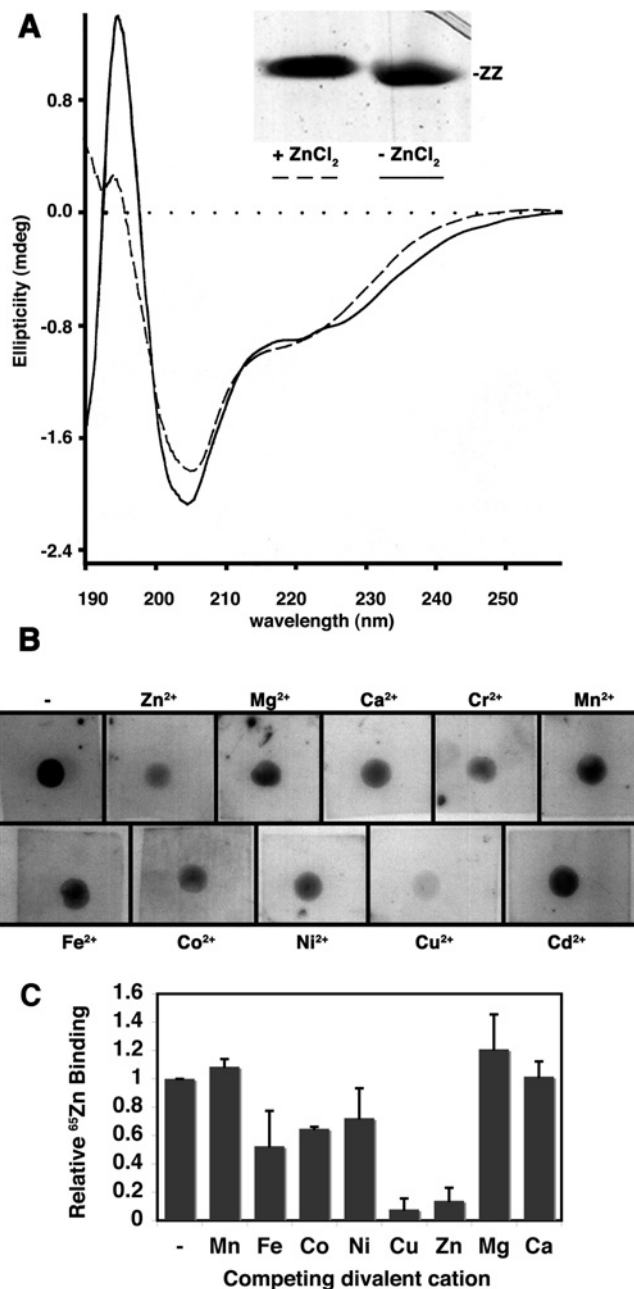 A
0.8
0.0
-0.8
-1.6
-2.4
Ellipticiity (mdeg)
-ZZ
+ ZnCl2 - ZnCl2
190 200 210 220 230 240 250
wavelength (nm)
B
- Zn2+ Mg2+ Ca2+ Cr2+ Mn2+
Fe2+ Co2+ Ni2+ Cu2+ Cd2+
C
1.6
1.4
1.2
1
0.8
0.6
0.4
0.2
0
Relative 65Zn Binding
- Mn Fe Co Ni Cu Zn Mg Ca
Competing divalent cation